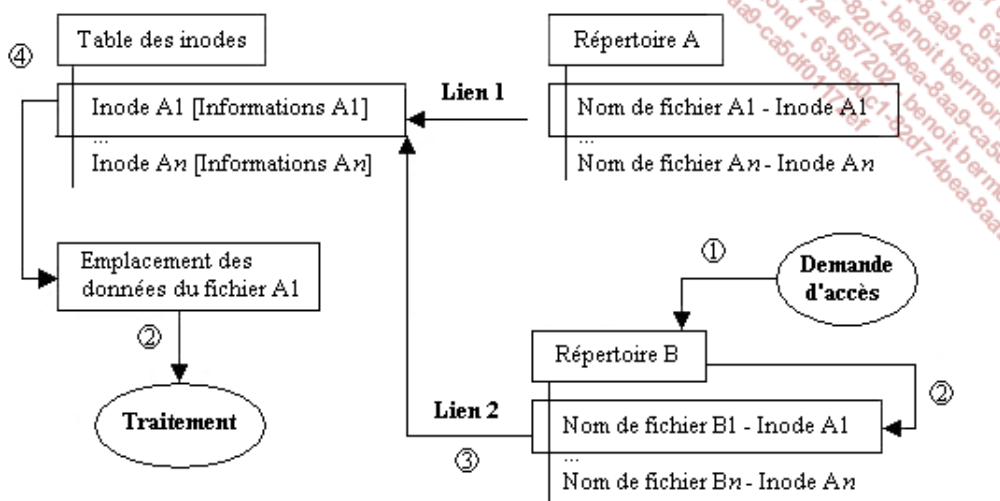 Table des inodes
Répertoire A
④
Inode A1 [Informations A1]
Lien 1
Nom de fichier A1 - Inode A1
...
...
Inode An [Informations An]
Nom de fichier An - Inode An
Emplacement des
données du fichier A1
①
Demande
d'accès
②
Répertoire B
②
Traitement
Lien 2
Nom de fichier B1 - Inode A1
③
...
Nom de fichier Bn - Inode An